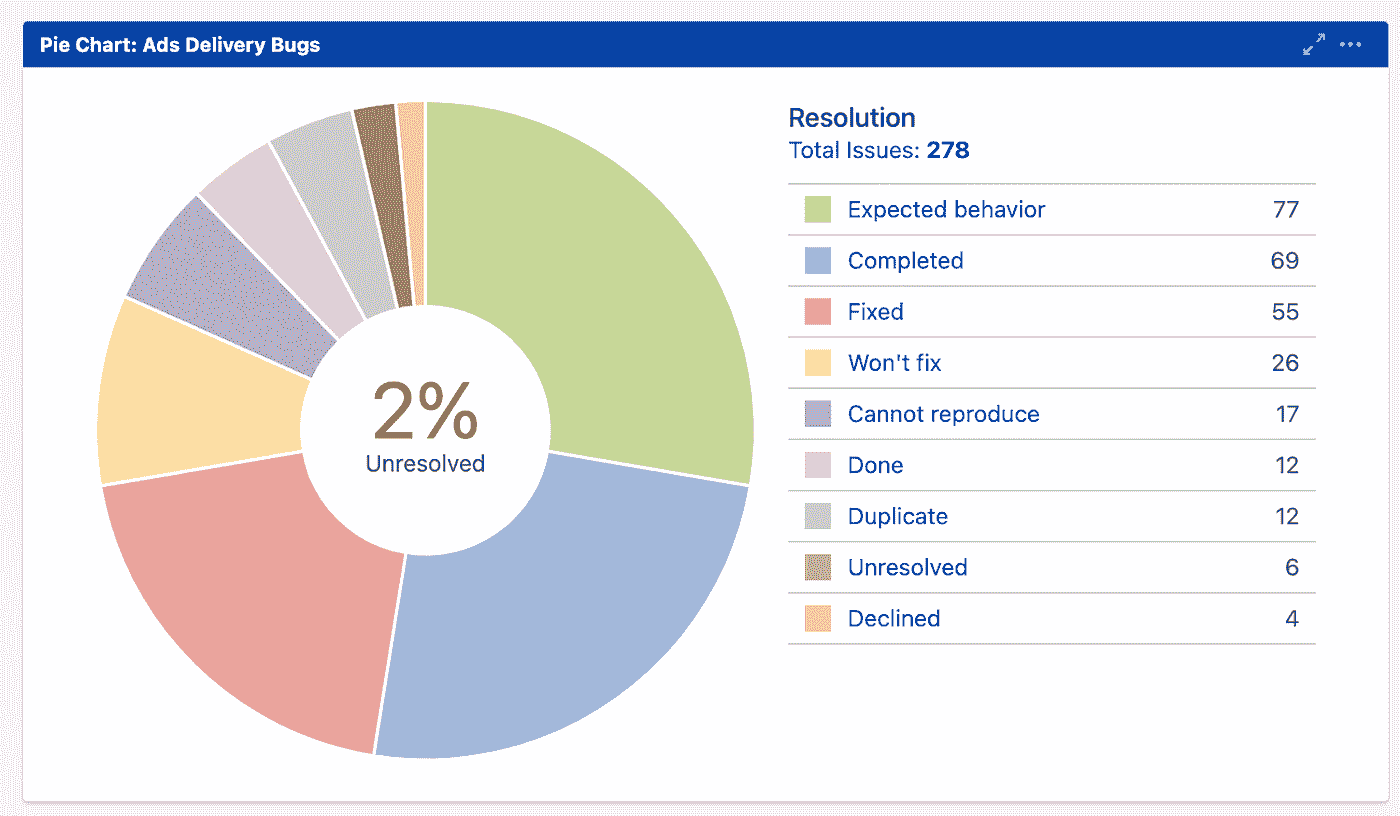 Pie Chart: Ads Delivery Bugs
2%
Unresolved
Resolution
Total Issues: 278
Expected behavior 77
Completed 69
Fixed 55
Won't fix 26
Cannot reproduce 17
Done 12
Duplicate 12
Unresolved 6
Declined 4